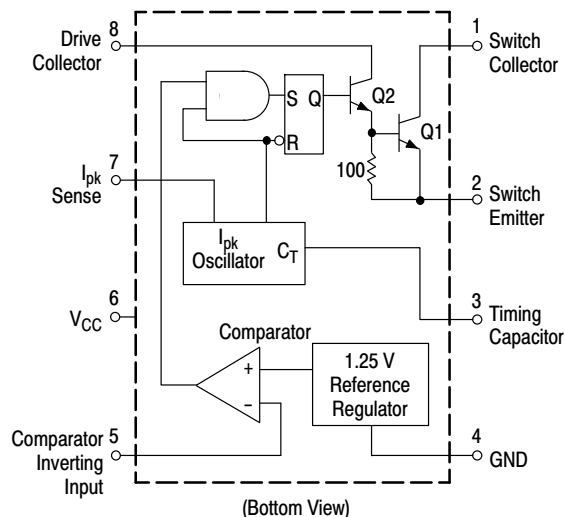 8
Drive
Collector
1
Switch
Collector
S Q
Q2
R
Q1
100
7
Ipk
Sense
2
Switch
Emitter
Ipk
Oscillator
CT
6
VCC
3
Timing
Capacitor
Comparator
+
−
1.25 V
Reference
Regulator
5
Comparator
Inverting
Input
4
GND
(Bottom View)